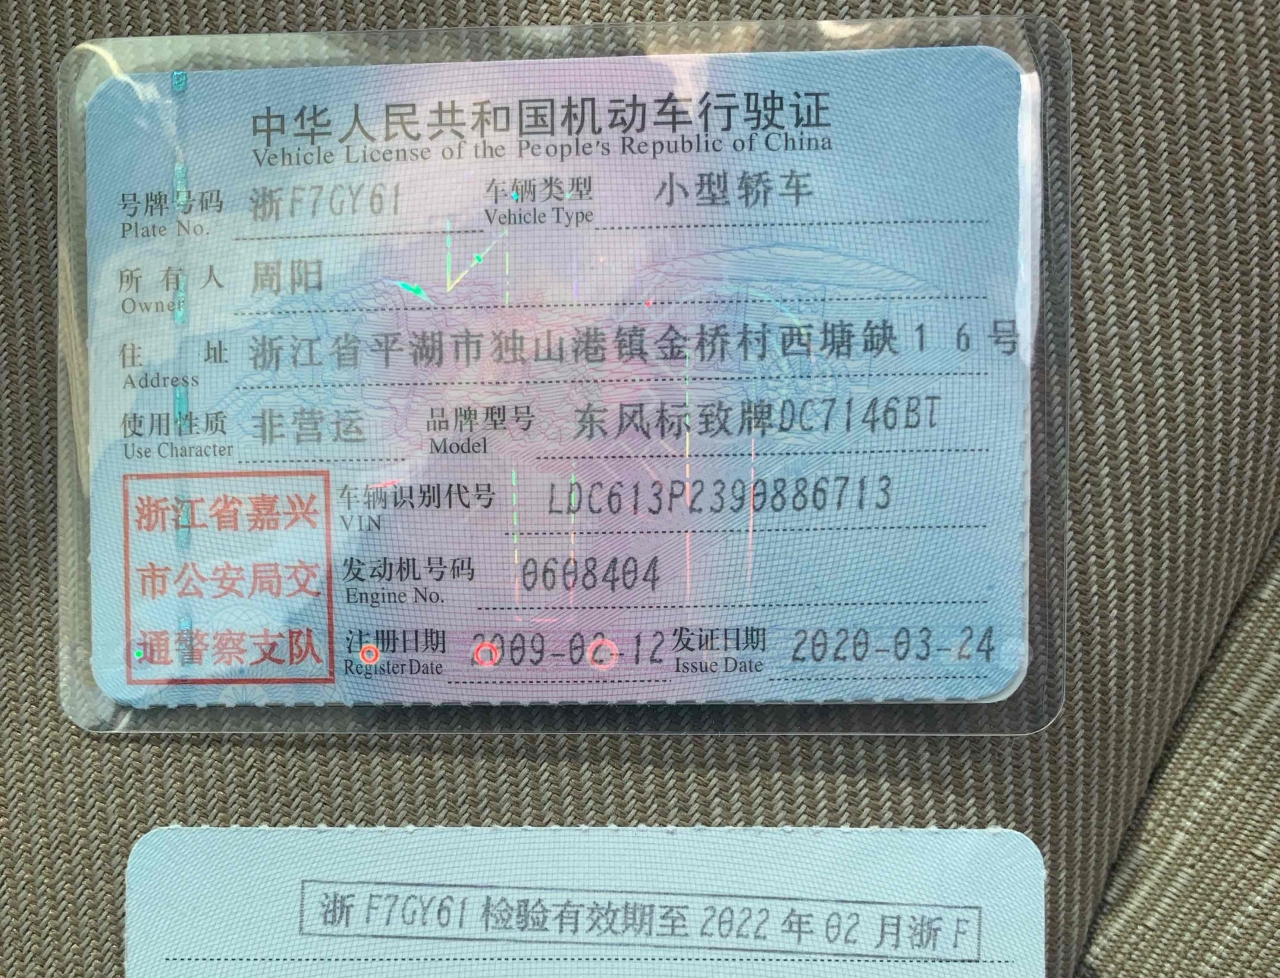 中华人民共和国机动车行驶证
Vehicle License of the People's Republic of China
号牌号码 浙F7GY61 车辆类型 小型轿车
Plate No. Vehicle Type
所有人 周阳
Owner
住址 浙江省平湖市独山港镇金桥村西塘缺16号
Address
使用性质 非营运 品牌型号 东风标致牌DC7146BT
Use Character Model
浙江省嘉兴
市公安局交
通警察支队
车辆识别代号 LDC613P2390886713
VIN
发动机号码 0608404
Engine No.
注册日期 2009-02-12 发证日期 2020-03-24
Register Date Issue Date
浙F7GY61检验有效期至2022年02月浙F